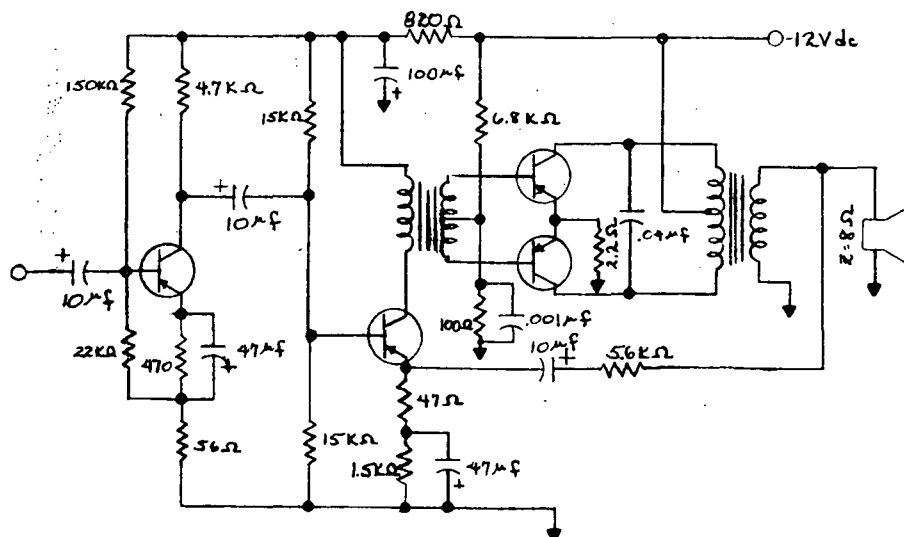 820Ω
-12Vdc
100µf
+
150KΩ
4.7KΩ
15KΩ
6.8KΩ
+
10µf
.04µf
2.2Ω
Z=8Ω
+
10µf
100Ω
.001µf
22KΩ
470
47µf
+
10µf
+
5.6KΩ
47Ω
56Ω
15KΩ
1.5KΩ
47µf
+